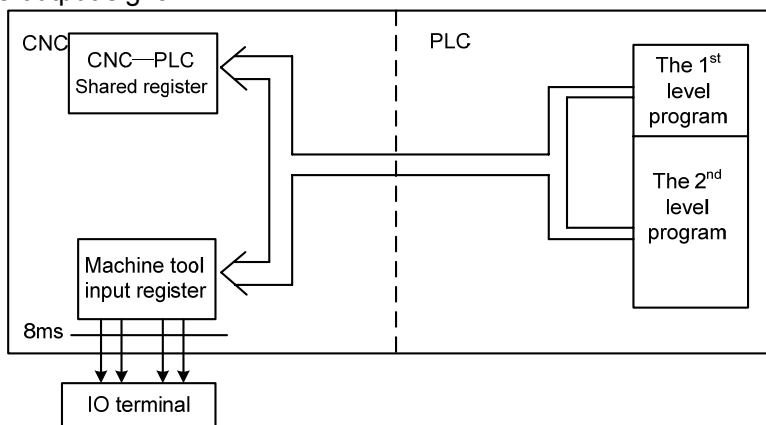 CNC
CNC—PLC
Shared register
PLC
The 1st
level
program
The 2nd
level
program
Machine tool
input register
8ms
IO terminal